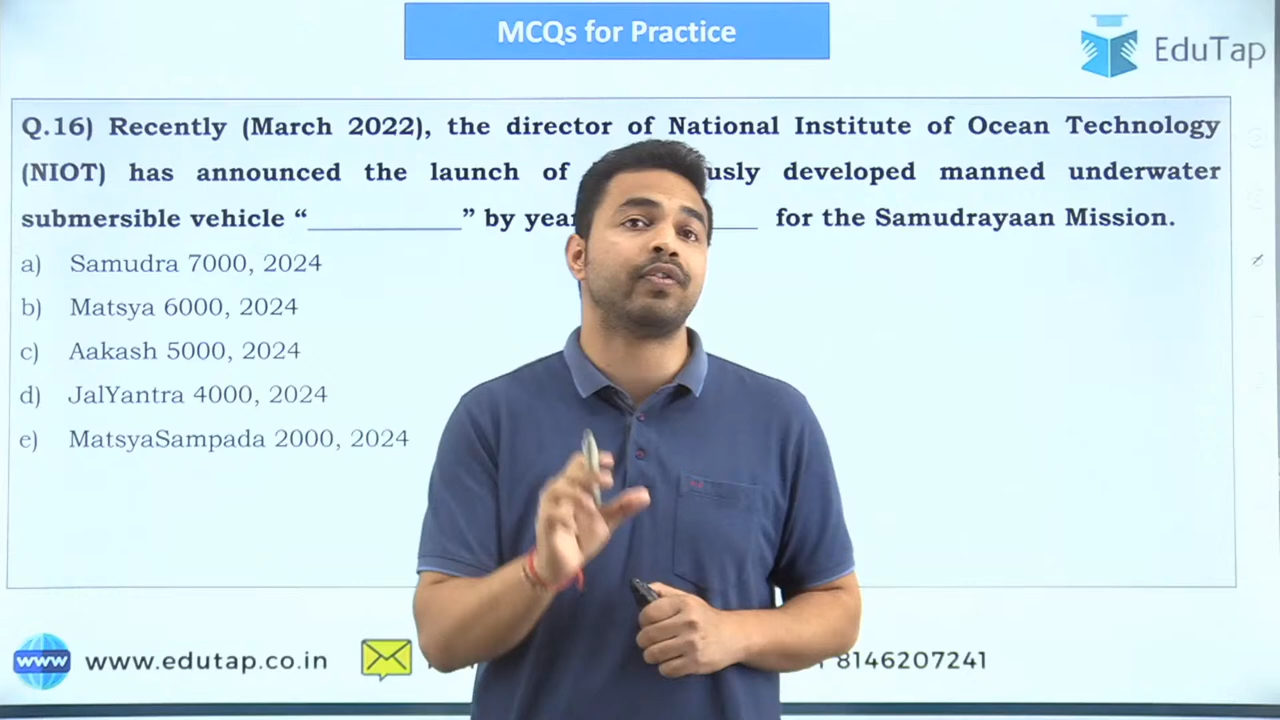 MCQs for Practice
EduTap
Q.16) Recently (March 2022), the director of National Institute of Ocean Technology
(NIOT) has announced the launch of usly developed manned underwater
submersible vehicle “___________” by year ____ for the Samudrayaan Mission.
a) Samudra 7000, 2024
b) Matsya 6000, 2024
c) Aakash 5000, 2024
d) JalYantra 4000, 2024
e) MatsyaSampada 2000, 2024
www www.edutap.co.in 8146207241